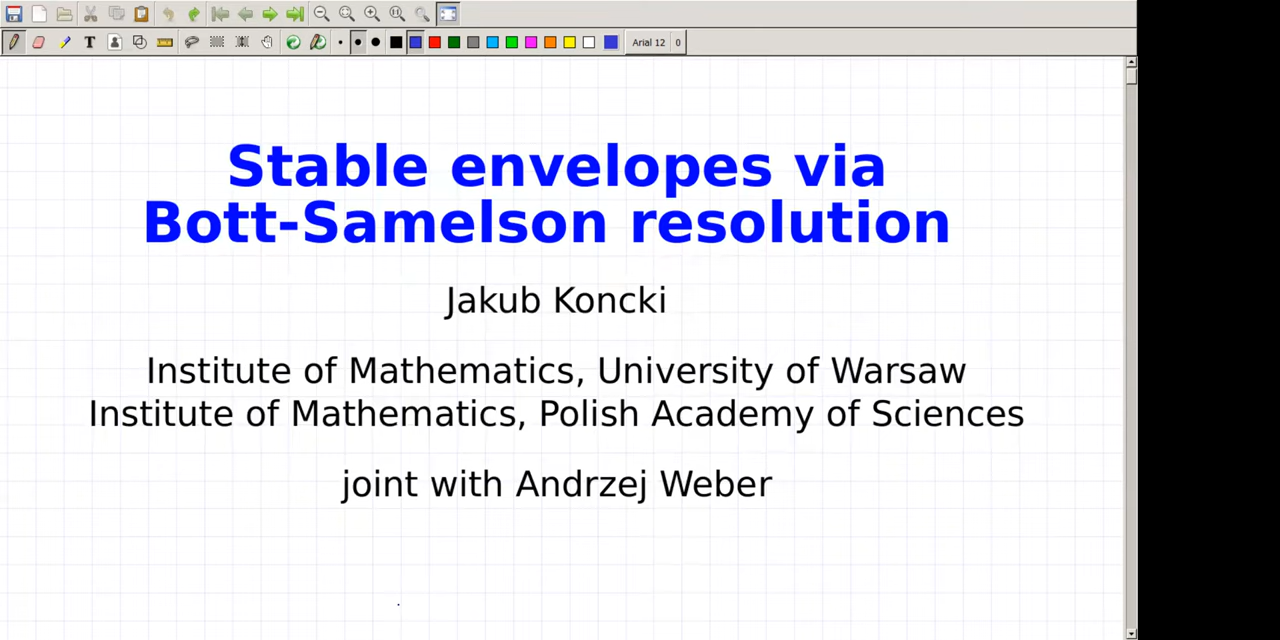 T
Arial 12 0
Stable envelopes via
Bott-Samelson resolution
Jakub Koncki
Institute of Mathematics, University of Warsaw
Institute of Mathematics, Polish Academy of Sciences
joint with Andrzej Weber